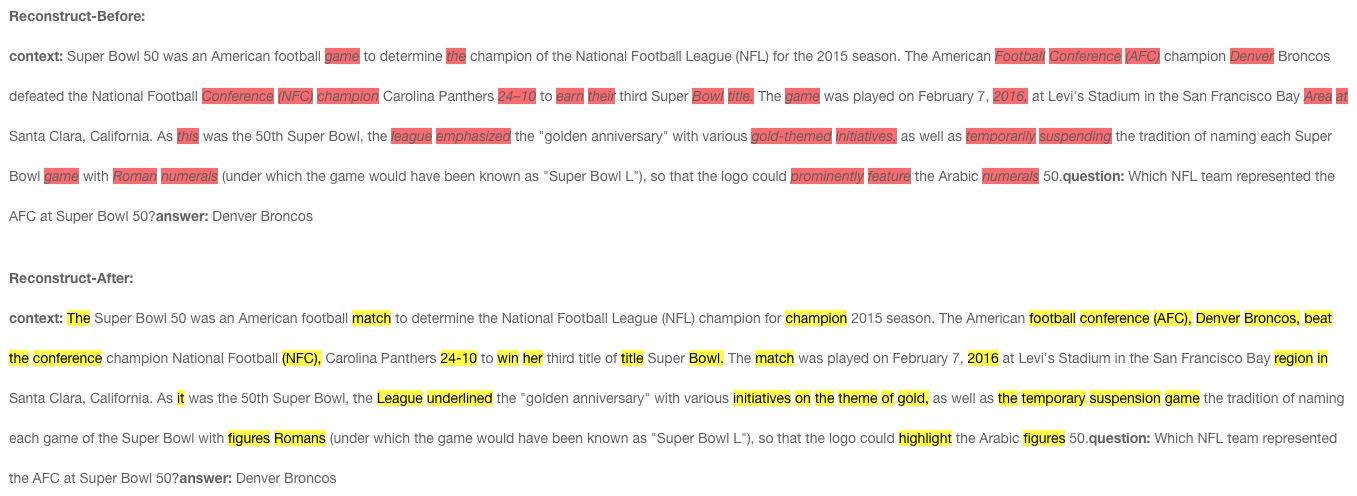 Reconstruct-Before:
context: Super Bowl 50 was an American football game to determine the champion of the National Football League (NFL) for the 2015 season. The American Football Conference (AFC) champion Denver Broncos
defeated the National Football Conference (NFC) champion Carolina Panthers 24–10 to earn their third Super Bowl title. The game was played on February 7, 2016, at Levi's Stadium in the San Francisco Bay Area at
Santa Clara, California. As this was the 50th Super Bowl, the league emphasized the "golden anniversary" with various gold-themed initiatives, as well as temporarily suspending the tradition of naming each Super
Bowl game with Roman numerals (under which the game would have been known as "Super Bowl L"), so that the logo could prominently feature the Arabic numerals 50.question: Which NFL team represented the
AFC at Super Bowl 50?answer: Denver Broncos
Reconstruct-After:
context: The Super Bowl 50 was an American football match to determine the National Football League (NFL) champion for champion 2015 season. The American football conference (AFC), Denver Broncos, beat
the conference champion National Football (NFC), Carolina Panthers 24-10 to win her third title of title Super Bowl. The match was played on February 7, 2016 at Levi's Stadium in the San Francisco Bay region in
Santa Clara, California. As it was the 50th Super Bowl, the League underlined the "golden anniversary" with various initiatives on the theme of gold, as well as the temporary suspension game the tradition of naming
each game of the Super Bowl with figures Romans (under which the game would have been known as "Super Bowl L"), so that the logo could highlight the Arabic figures 50.question: Which NFL team represented
the AFC at Super Bowl 50?answer: Denver Broncos